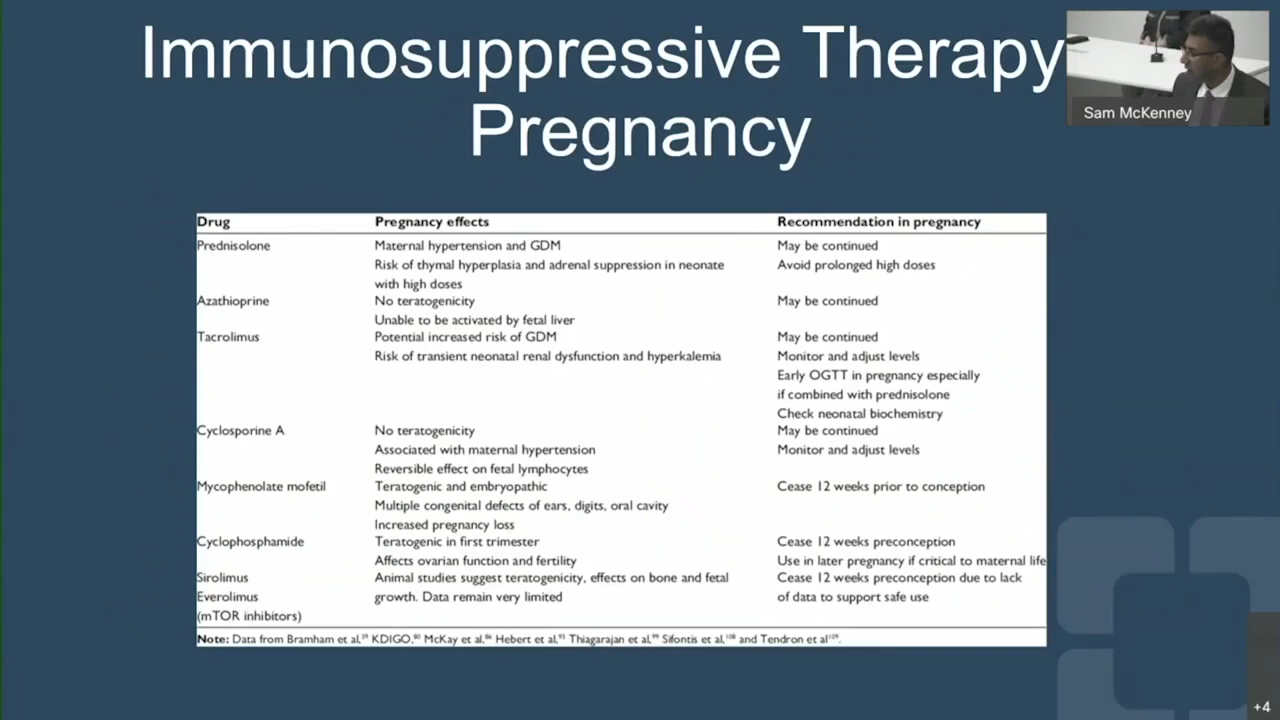 Immunosuppressive Therapy
Pregnancy
Sam McKenney
Drug Pregnancy effects Recommendation in pregnancy
Prednisolone Maternal hypertension and GDM May be continued
Risk of thymal hyperplasia and adrenal suppression in neonate Avoid prolonged high doses
with high doses
Azathioprine No teratogenicity May be continued
Unable to be activated by fetal liver
Tacrolimus Potential increased risk of GDM May be continued
Risk of transient neonatal renal dysfunction and hyperkalemia Monitor and adjust levels
Early OGTT in pregnancy especially
if combined with prednisolone
Check neonatal biochemistry
Cyclosporine A No teratogenicity May be continued
Associated with maternal hypertension Monitor and adjust levels
Reversible effect on fetal lymphocytes
Mycophenolate mofetil Teratogenic and embryopathic Cease 12 weeks prior to conception
Multiple congenital defects of ears, digits, oral cavity
Increased pregnancy loss
Cyclophosphamide Teratogenic in first trimester Cease 12 weeks preconception
Affects ovarian function and fertility Use in later pregnancy if critical to maternal life
Sirolimus Animal studies suggest teratogenicity, effects on bone and fetal Cease 12 weeks preconception due to lack
Everolimus growth. Data remain very limited of data to support safe use
(mTOR inhibitors)
Note: Data from Bramham et al, KDIGO, McKay et al, Hebert et al, Thiagarajan et al, Sifontis et al, and Tendron et al.
+4